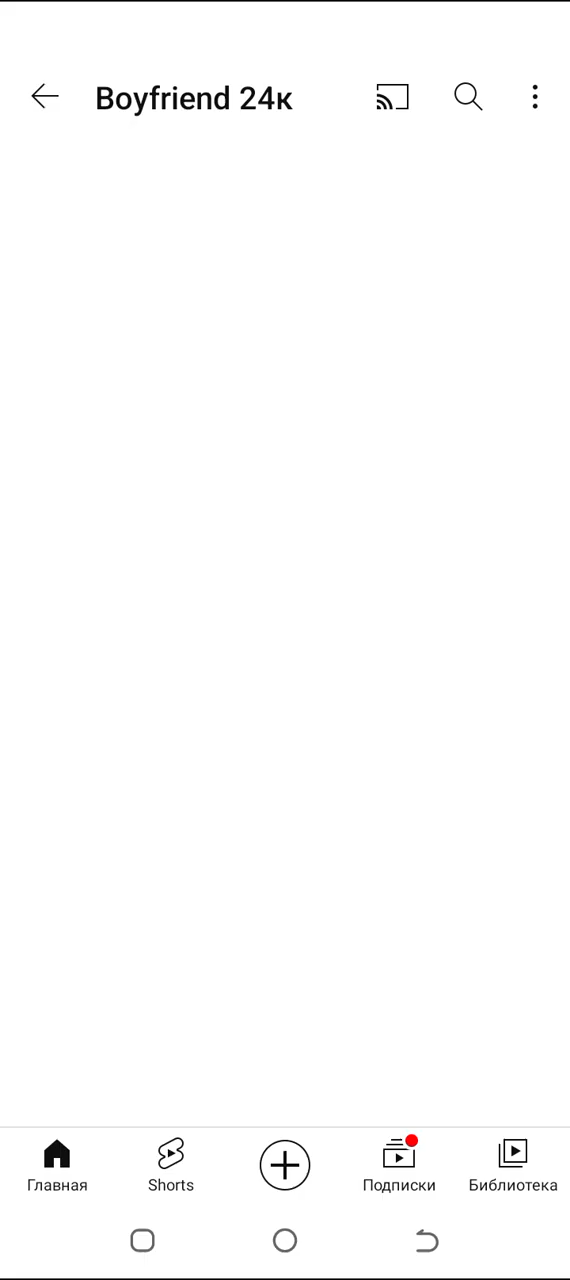 Boyfriend 24к
Главная
Shorts
Подписки
Библиотека